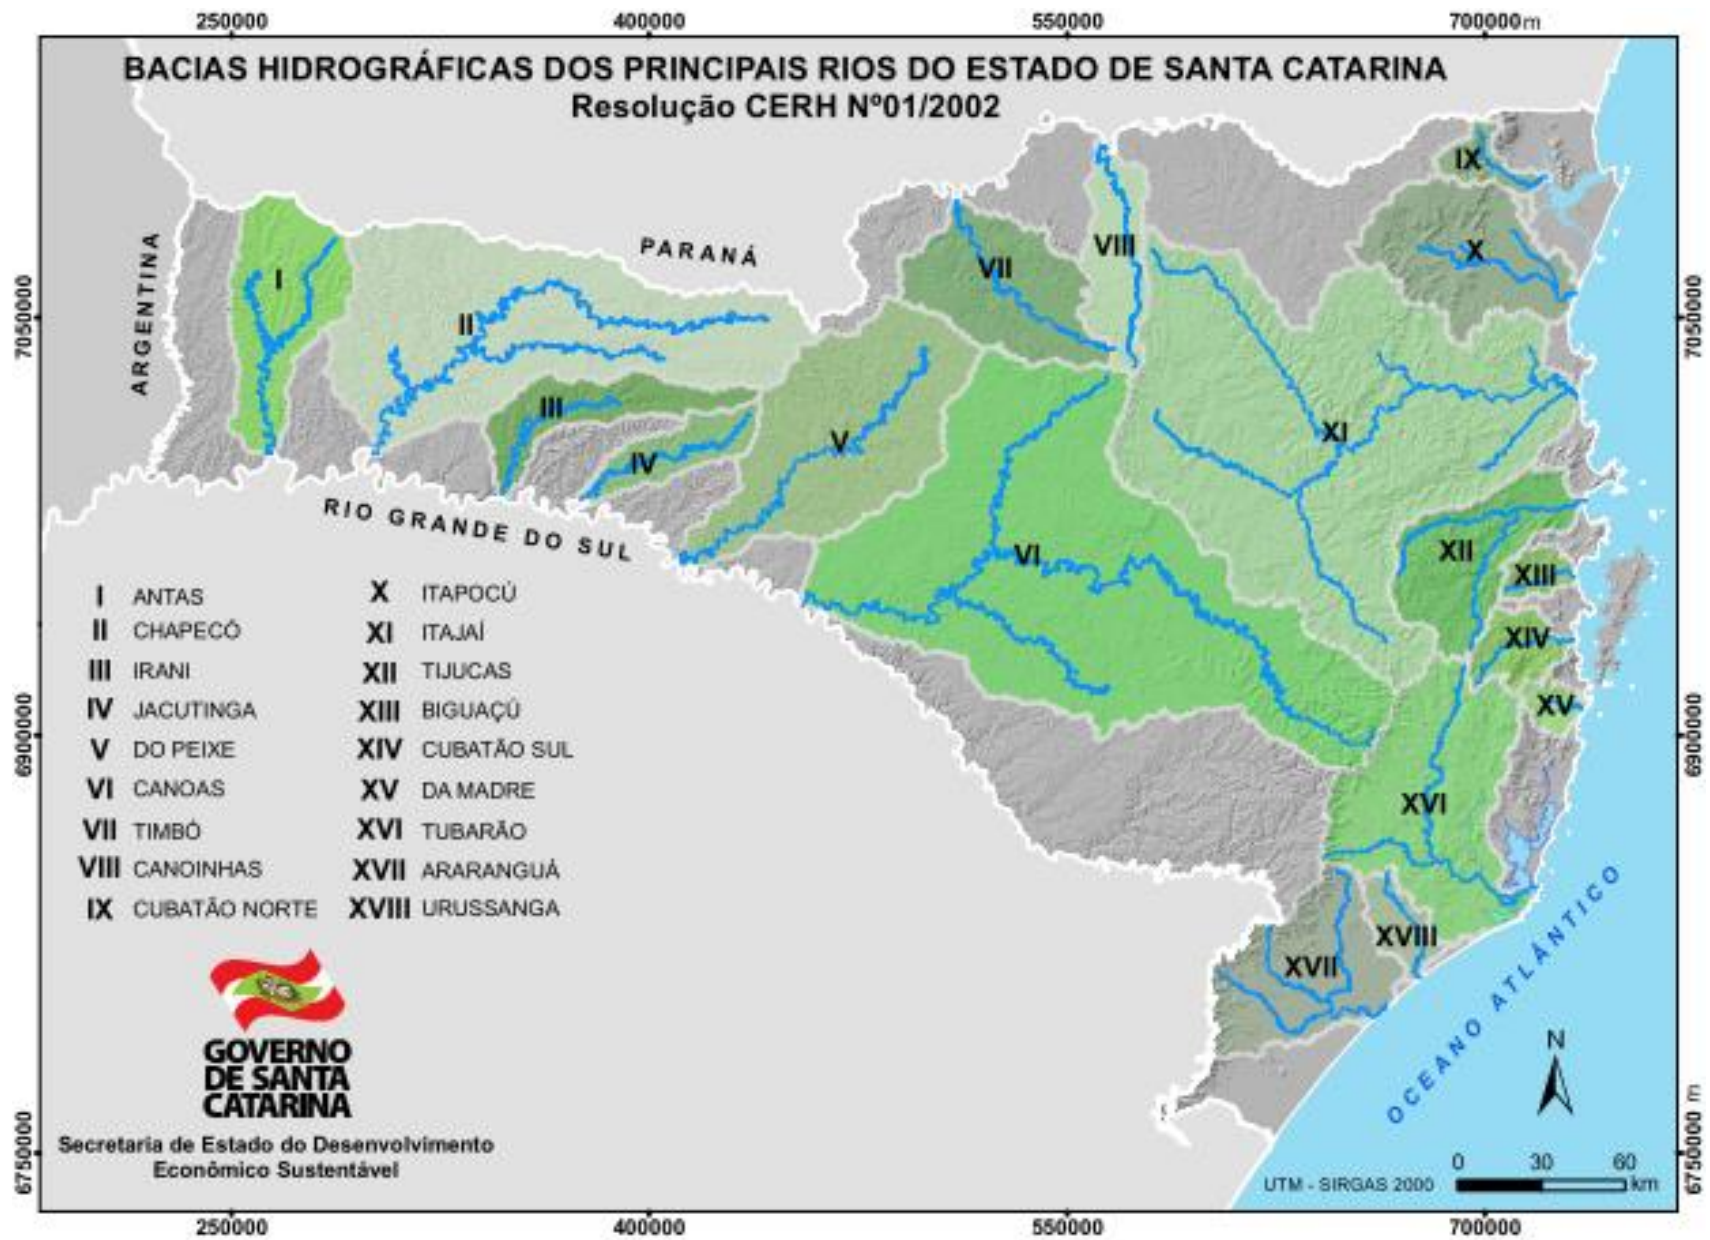 250000 400000 550000 700000m
BACIAS HIDROGRÁFICAS DOS PRINCIPAIS RIOS DO ESTADO DE SANTA CATARINA
Resolução CERH Nº01/2002
ARGENTINA
PARANÁ
RIO GRANDE DO SUL
OCEANO ATLÂNTICO
7050000
6900000
6750000
7050000
6900000
6750000 m
I
II
III
IV
V
VI
VII
VIII
IX
X
XI
XII
XIII
XIV
XV
XVI
XVII
XVIII
I ANTAS
II CHAPECÓ
III IRANI
IV JACUTINGA
V DO PEIXE
VI CANOAS
VII TIMBÓ
VIII CANOINHAS
IX CUBATÃO NORTE
X ITAPOCÚ
XI ITAJAÍ
XII TIJUCAS
XIII BIGUAÇÚ
XIV CUBATÃO SUL
XV DA MADRE
XVI TUBARÃO
XVII ARARANGUÁ
XVIII URUSSANGA
GOVERNO
DE SANTA
CATARINA
Secretaria de Estado do Desenvolvimento
Econômico Sustentável
N
0 30 60
UTM - SIRGAS 2000 km
250000 400000 550000 700000